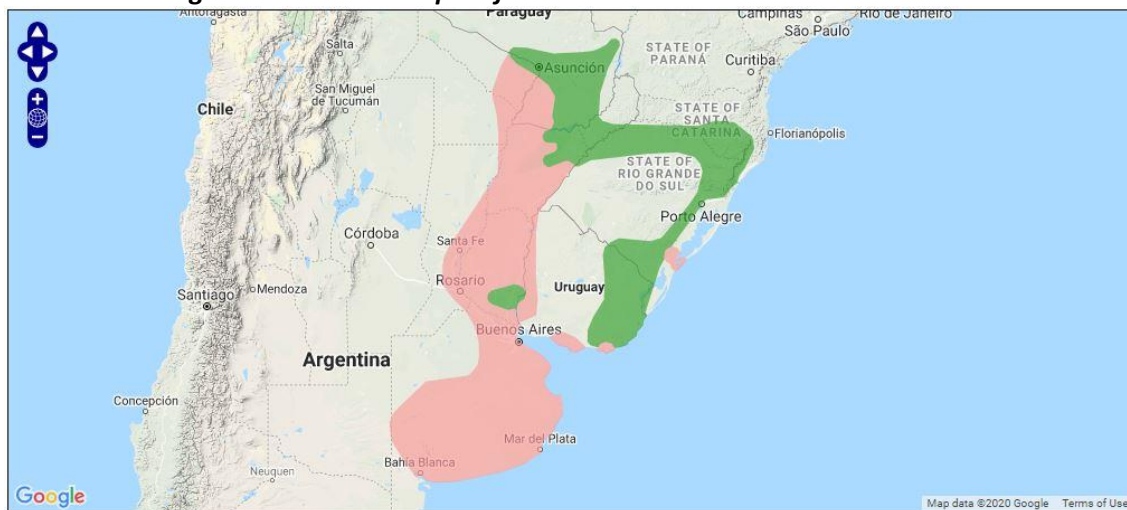 Paraguay
Antofagasta
Campinas
Rio de Janeiro
São Paulo
Salta
STATE OF
PARANÁ
Asunción
Curitiba
San Miguel
de Tucumán
Chile
STATE OF
SANTA
CATARINA
Florianópolis
STATE OF
RIO GRANDE
DO SUL
Porto Alegre
Córdoba
Santa Fe
Rosario
Uruguay
Santiago
Mendoza
Buenos Aires
Argentina
Concepción
Mar del Plata
Bahía Blanca
Neuquen
Google
Map data ©2020 Google
Terms of Use